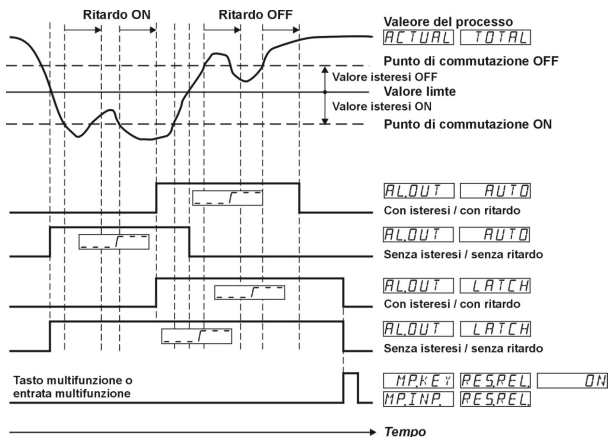 Ritardo ON Ritardo OFF
Valeore del processo
ACTUAL TOTAL
Punto di commutazione OFF
Valore isteresi OFF
Valore limte
Valore isteresi ON
Punto di commutazione ON
AL.OUT AUTO
Con isteresi / con ritardo
AL.OUT AUTO
Senza isteresi / senza ritardo
AL.OUT LATCH
Con isteresi / con ritardo
AL.OUT LATCH
Senza isteresi / senza ritardo
Tasto multifunzione o
entrata multifunzione
MP.KEY RES.REL. ON
MP.INP. RES.REL.
Tempo